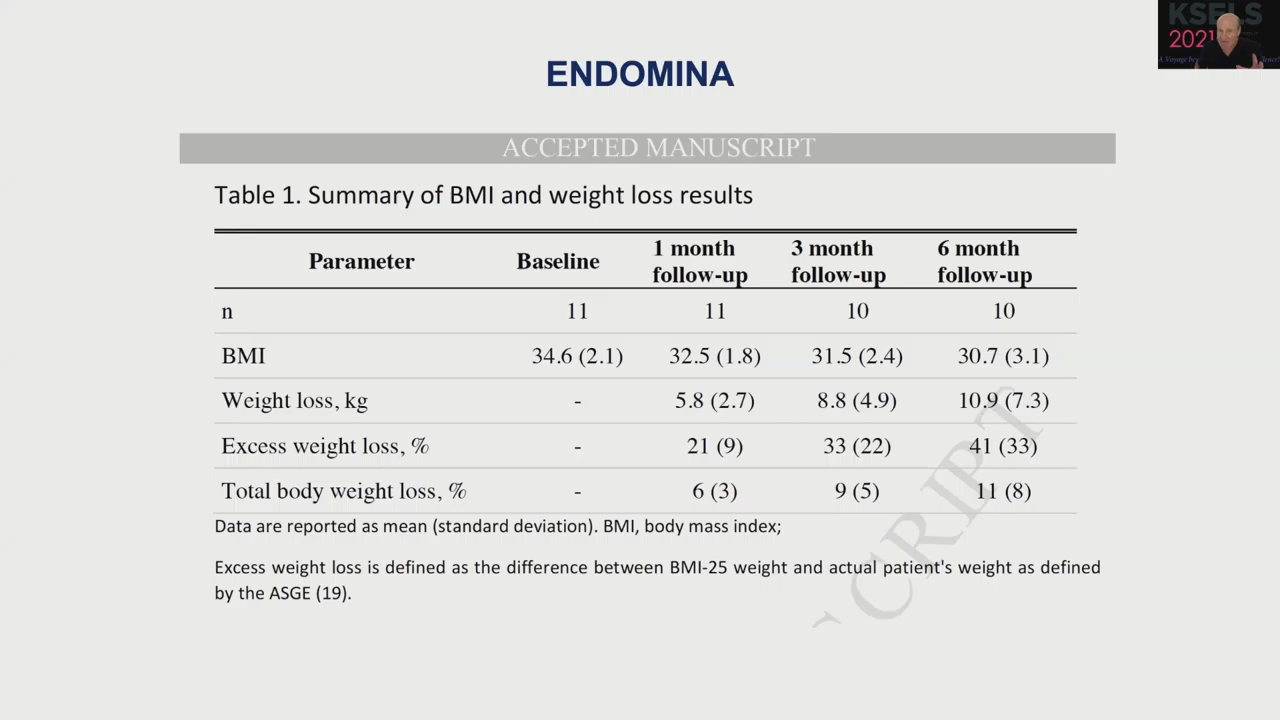 KSELS
2021
ENDOMINA
ACCEPTED MANUSCRIPT
Table 1. Summary of BMI and weight loss results
Parameter Baseline 1 month follow-up 3 month follow-up 6 month follow-up
n 11 11 10 10
BMI 34.6 (2.1) 32.5 (1.8) 31.5 (2.4) 30.7 (3.1)
Weight loss, kg - 5.8 (2.7) 8.8 (4.9) 10.9 (7.3)
Excess weight loss, % - 21 (9) 33 (22) 41 (33)
Total body weight loss, % - 6 (3) 9 (5) 11 (8)
Data are reported as mean (standard deviation). BMI, body mass index;
Excess weight loss is defined as the difference between BMI-25 weight and actual patient's weight as defined
by the ASGE (19).
CRIPT